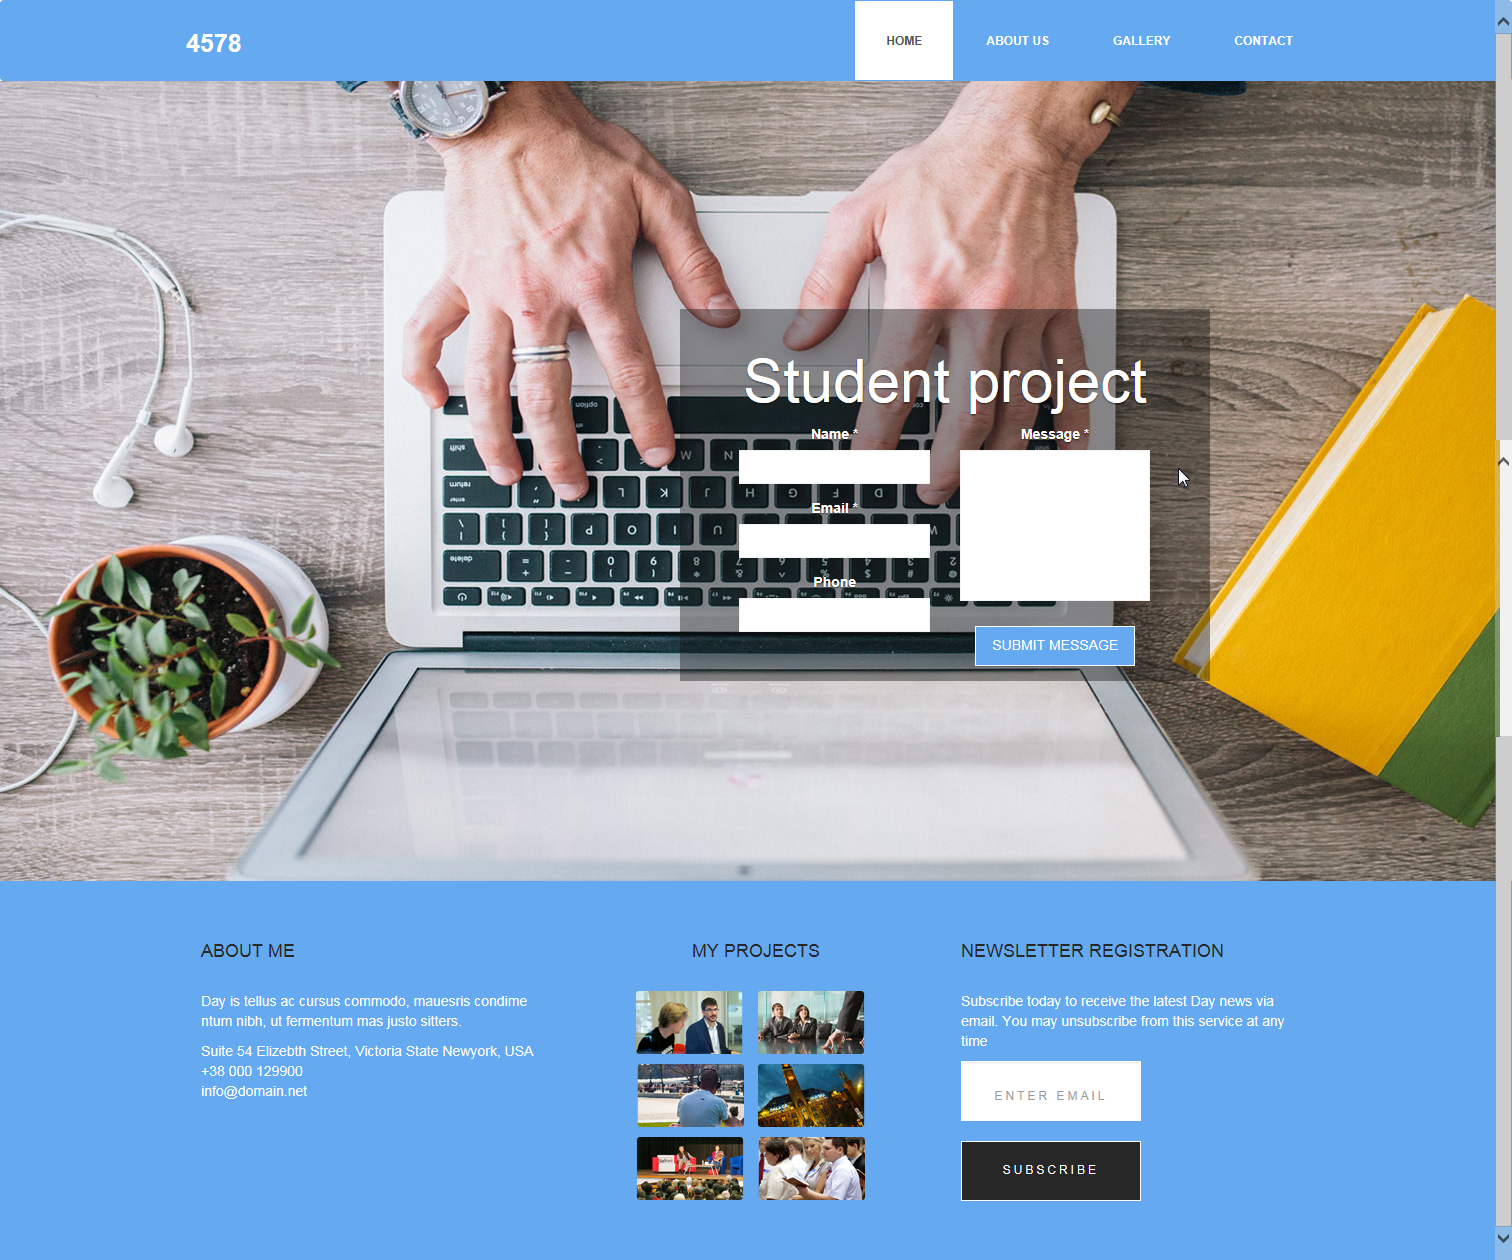 4578
HOME
ABOUT US
GALLERY
CONTACT
Student project
Name *
Message *
Email *
Phone
SUBMIT MESSAGE
ABOUT ME
Day is tellus ac cursus commodo, mauesris condime
ntum nibh, ut fermentum mas justo sitters.
Suite 54 Elizebth Street, Victoria State Newyork, USA
+38 000 129900
info@domain.net
MY PROJECTS
NEWSLETTER REGISTRATION
Subscribe today to receive the latest Day news via
email. You may unsubscribe from this service at any
time
ENTER EMAIL
SUBSCRIBE